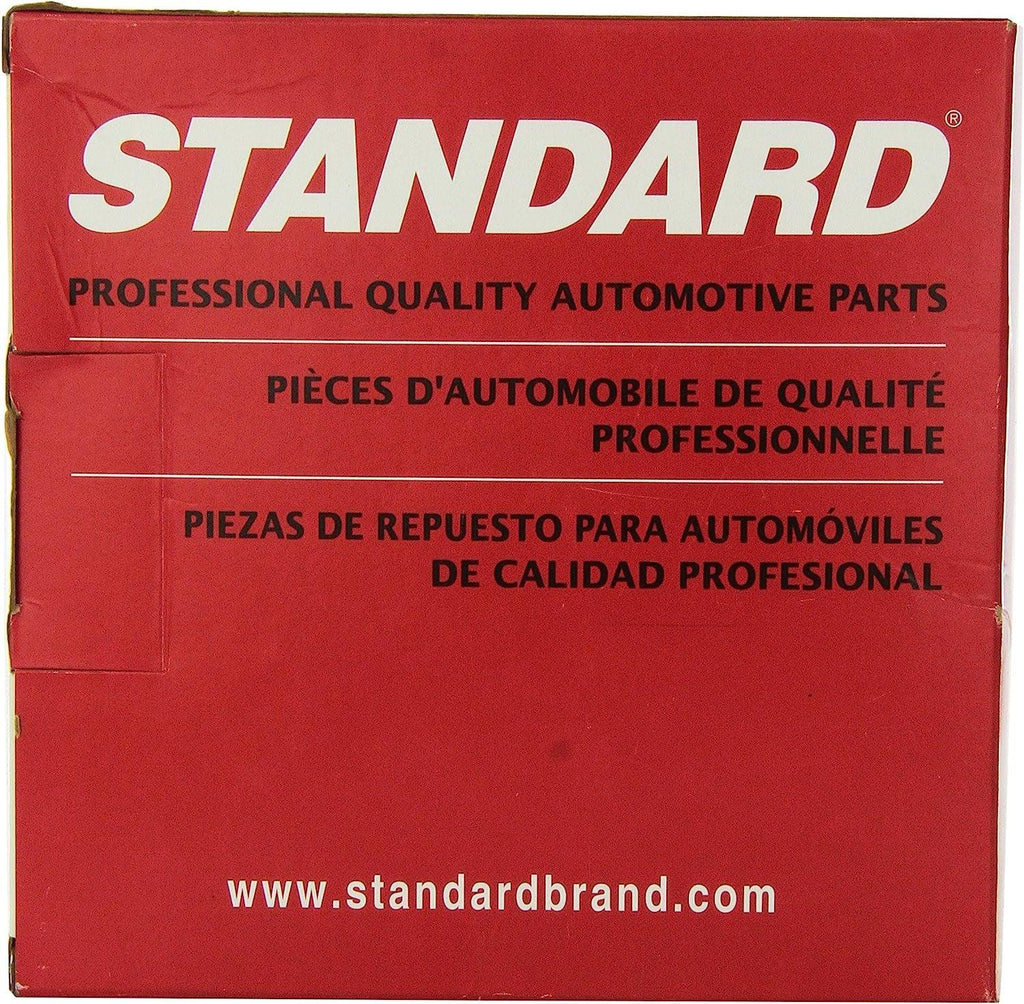 STANDARD®
PROFESSIONAL QUALITY AUTOMOTIVE PARTS
PIÈCES D'AUTOMOBILE DE QUALITÉ
PROFESSIONNELLE
PIEZAS DE REPUESTO PARA AUTOMÓVILES
DE CALIDAD PROFESIONAL
www.standardbrand.com